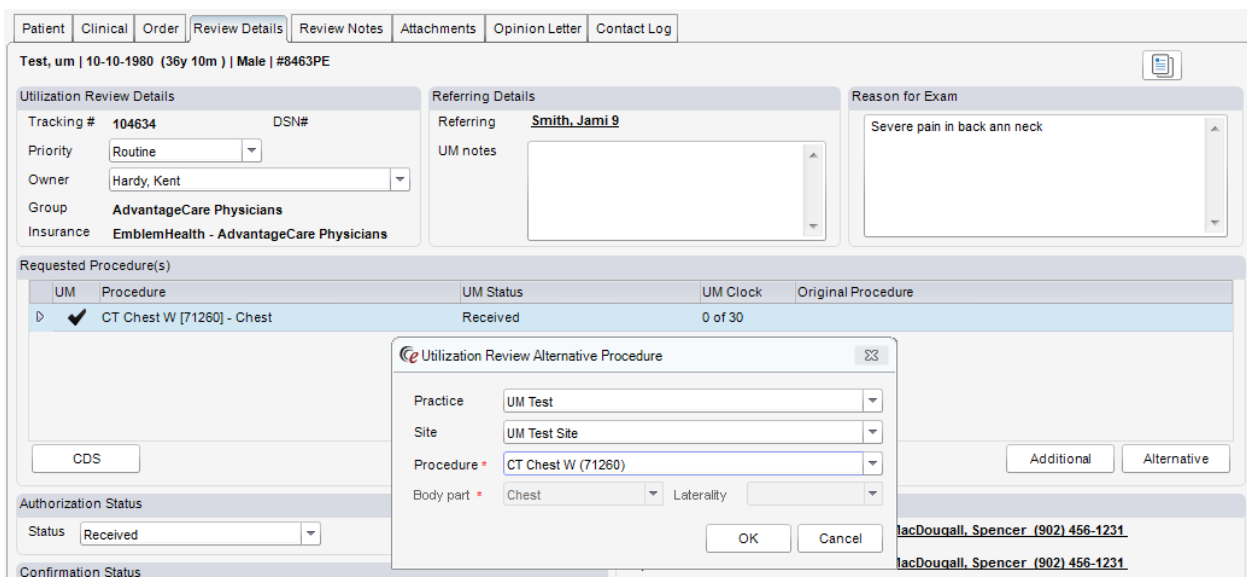 Patient Clinical Order Review Details Review Notes Attachments Opinion Letter Contact Log
Test, um | 10-10-1980 (36y 10m ) | Male | #8463PE
Utilization Review Details
Tracking # 104634 DSN#
Priority Routine
Owner Hardy, Kent
Group AdvantageCare Physicians
Insurance EmblemHealth - AdvantageCare Physicians
Referring Details
Referring Smith, Jami 9
UM notes
Reason for Exam
Severe pain in back ann neck
Requested Procedure(s)
UM Procedure UM Status UM Clock Original Procedure
CT Chest W [71260] - Chest Received 0 of 30
Utilization Review Alternative Procedure
Practice UM Test
Site UM Test Site
Procedure * CT Chest W (71260)
Body part * Chest Laterality
OK Cancel
CDS Additional Alternative
Authorization Status
Status Received
Confirmation Status
Spencer (902) 456-1231
Spencer (902) 456-1231